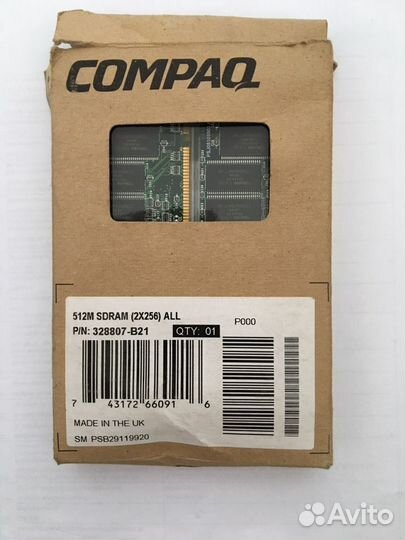 COMPAQ
512M SDRAM (2X256) ALL
P/N: 328807-B21
QTY: 01
P000
7 43172 66091 6
MADE IN THE UK
SM PSB29119920
Avito